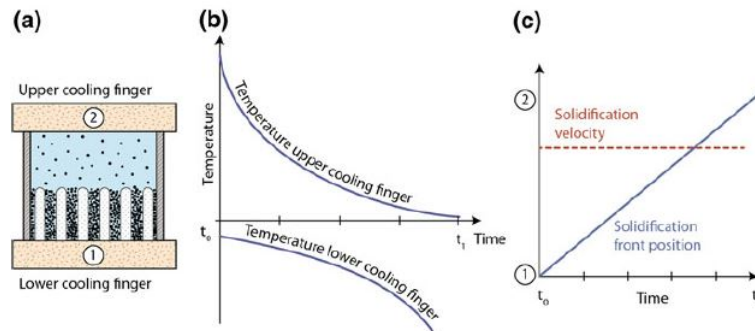 (a)
Upper cooling finger
2
1
Lower cooling finger
(b)
Temperature
Temperature upper cooling finger
t₀
t₁ Time
Temperature lower cooling finger
(c)
2
Solidification
velocity
Solidification
front position
1
t₀
Time
t